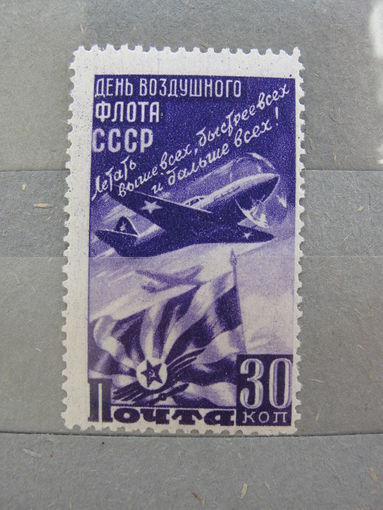 ДЕНЬ ВОЗДУШНОГО
ФЛОТА
СССР
Летать
выше всех, быстрее всех
и дальше всех!
Почта
30
КОП